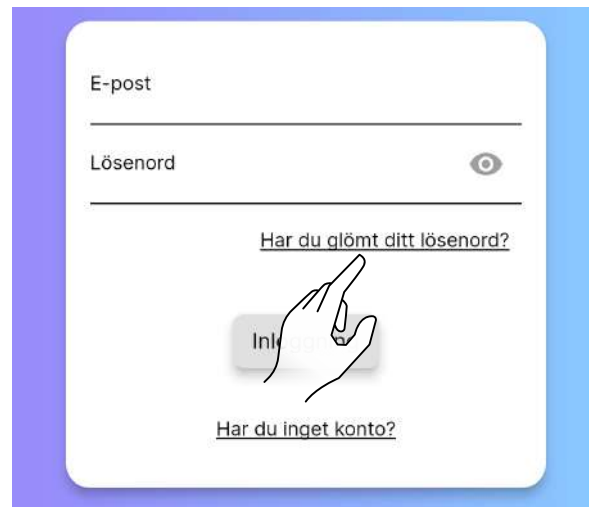 E-post
Lösenord
Har du glömt ditt lösenord?
Har du inget konto?